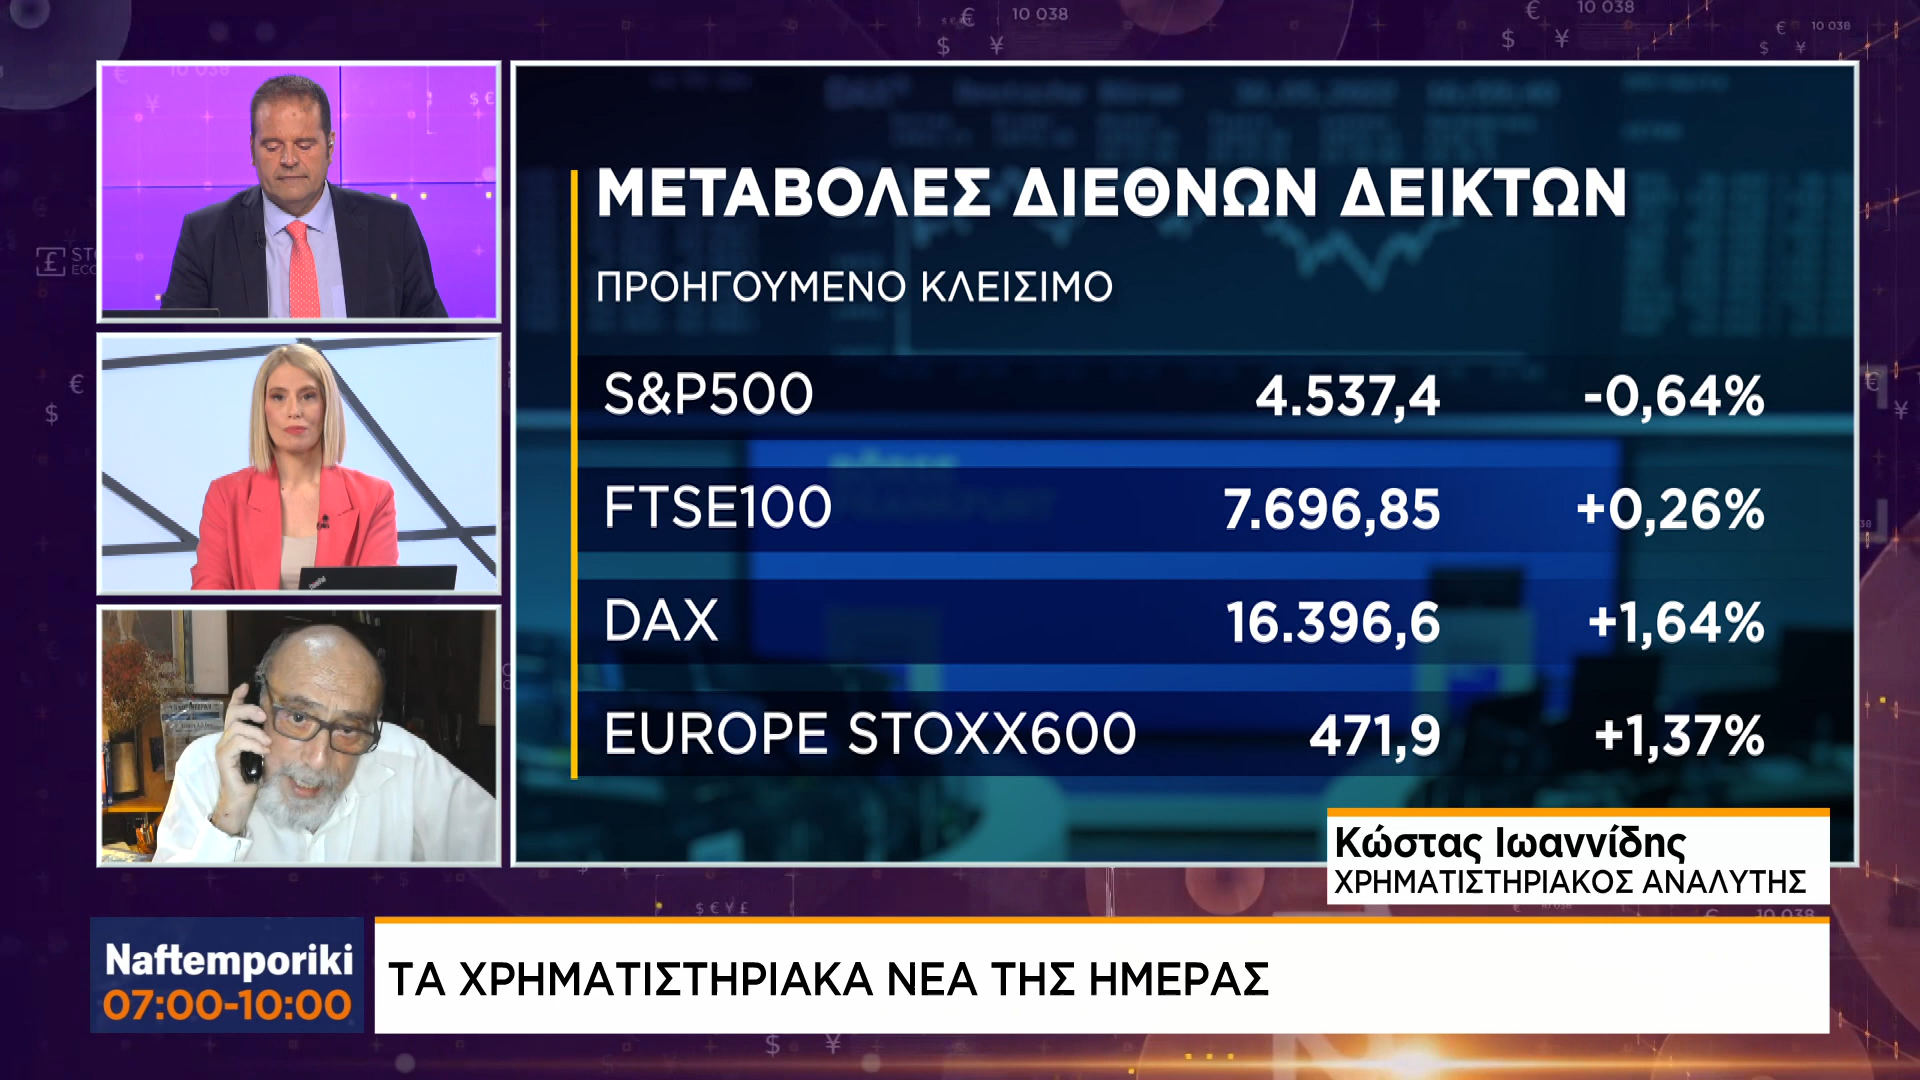 ΜΕΤΑΒΟΛΕΣ ΔΙΕΘΝΩΝ ΔΕΙΚΤΩΝ
ΠΡΟΗΓΟΥΜΕΝΟ ΚΛΕΙΣΙΜΟ
S&P500 4.537,4 -0,64%
FTSE100 7.696,85 +0,26%
DAX 16.396,6 +1,64%
EUROPE STOXX600 471,9 +1,37%
Κώστας Ιωαννίδης
ΧΡΗΜΑΤΙΣΤΗΡΙΑΚΟΣ ΑΝΑΛΥΤΗΣ
Naftemporiki
07:00-10:00
ΤΑ ΧΡΗΜΑΤΙΣΤΗΡΙΑΚΑ ΝΕΑ ΤΗΣ ΗΜΕΡΑΣ